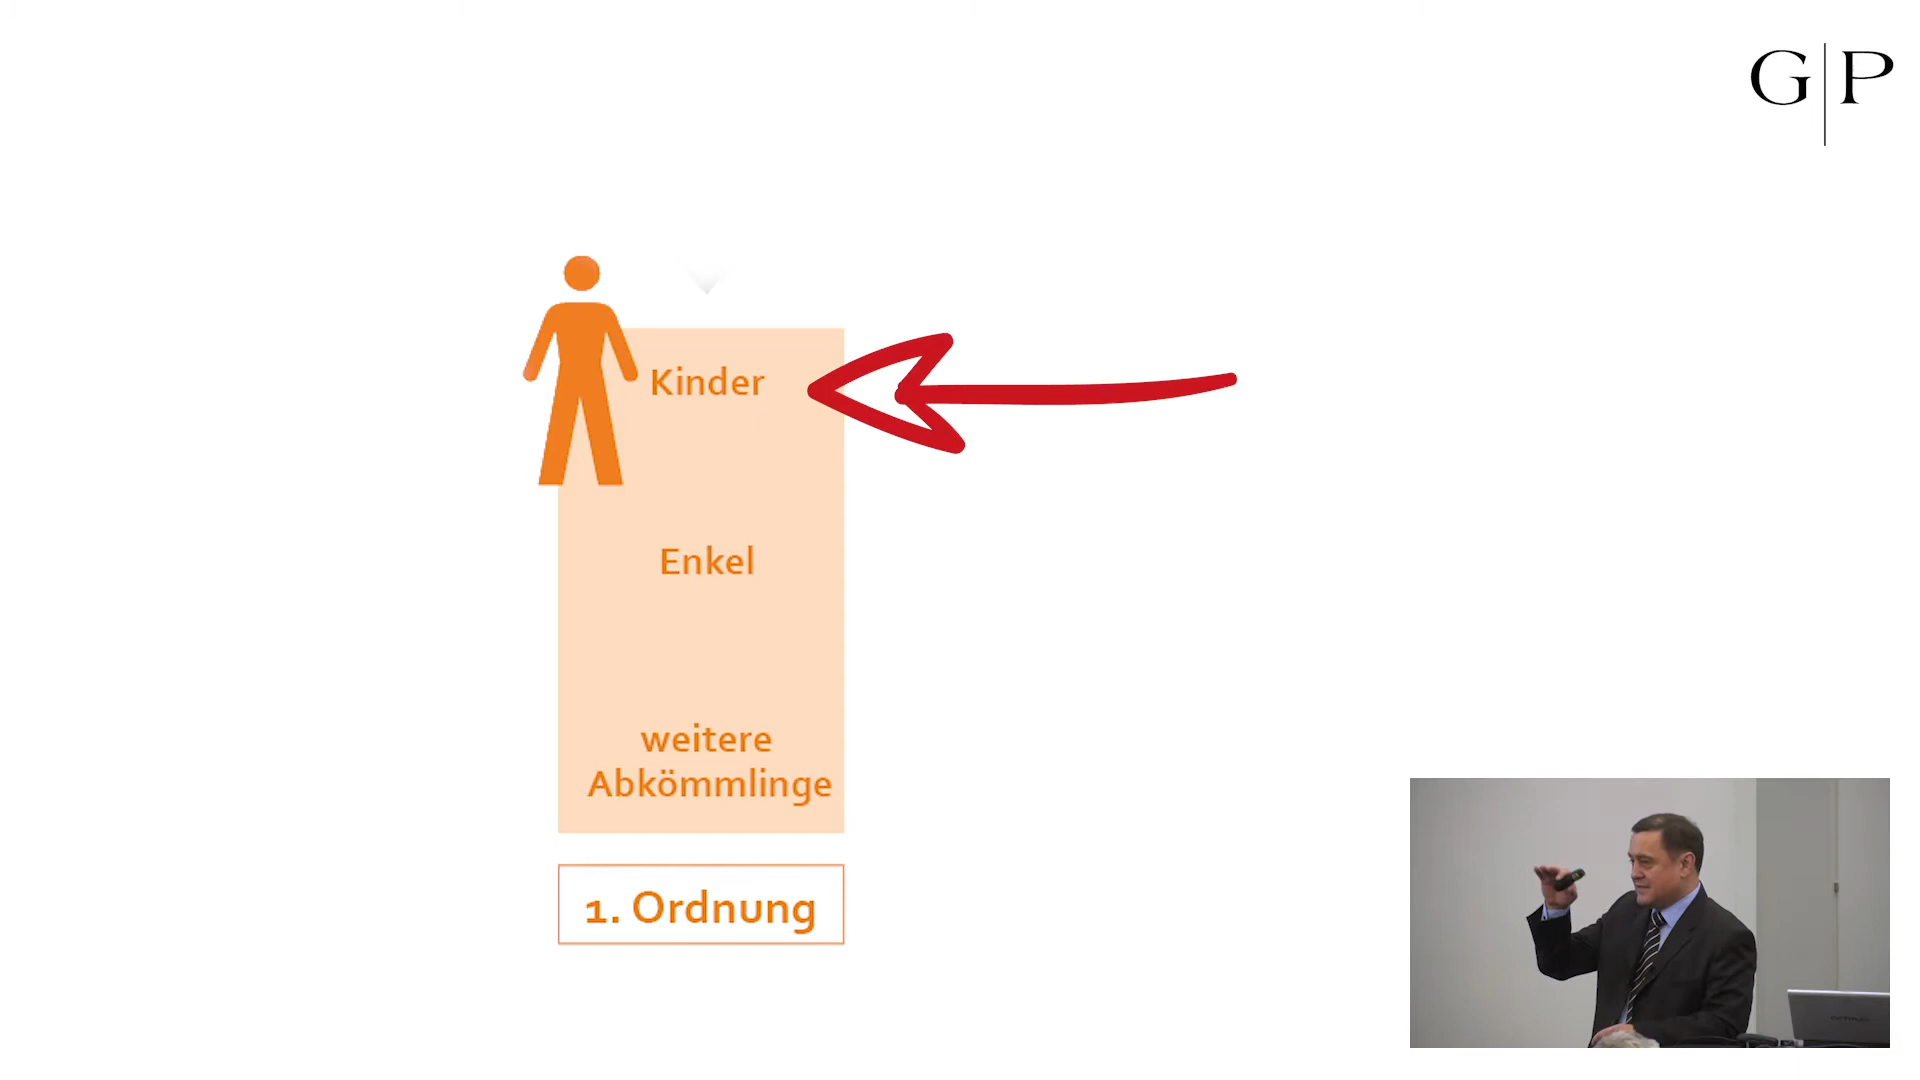 G|P
Kinder
Enkel
weitere
Abkömmlinge
1. Ordnung